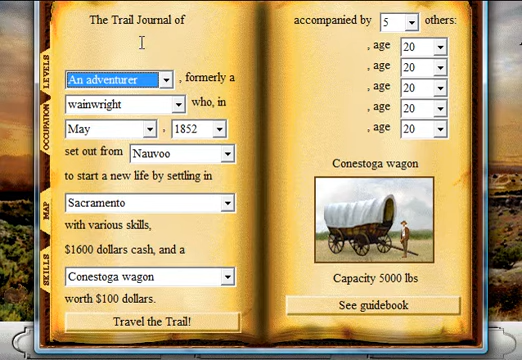 The Trail Journal of
An adventurer , formerly a
wainwright who, in
May , 1852
set out from Nauvoo
to start a new life by settling in
Sacramento
with various skills,
$1600 dollars cash, and a
Conestoga wagon
worth $100 dollars.
Travel the Trail!
accompanied by 5 others:
, age 20
, age 20
, age 20
, age 20
, age 20
Conestoga wagon
Capacity 5000 lbs
See guidebook
LEVELS
OCCUPATION
MAP
SKILLS